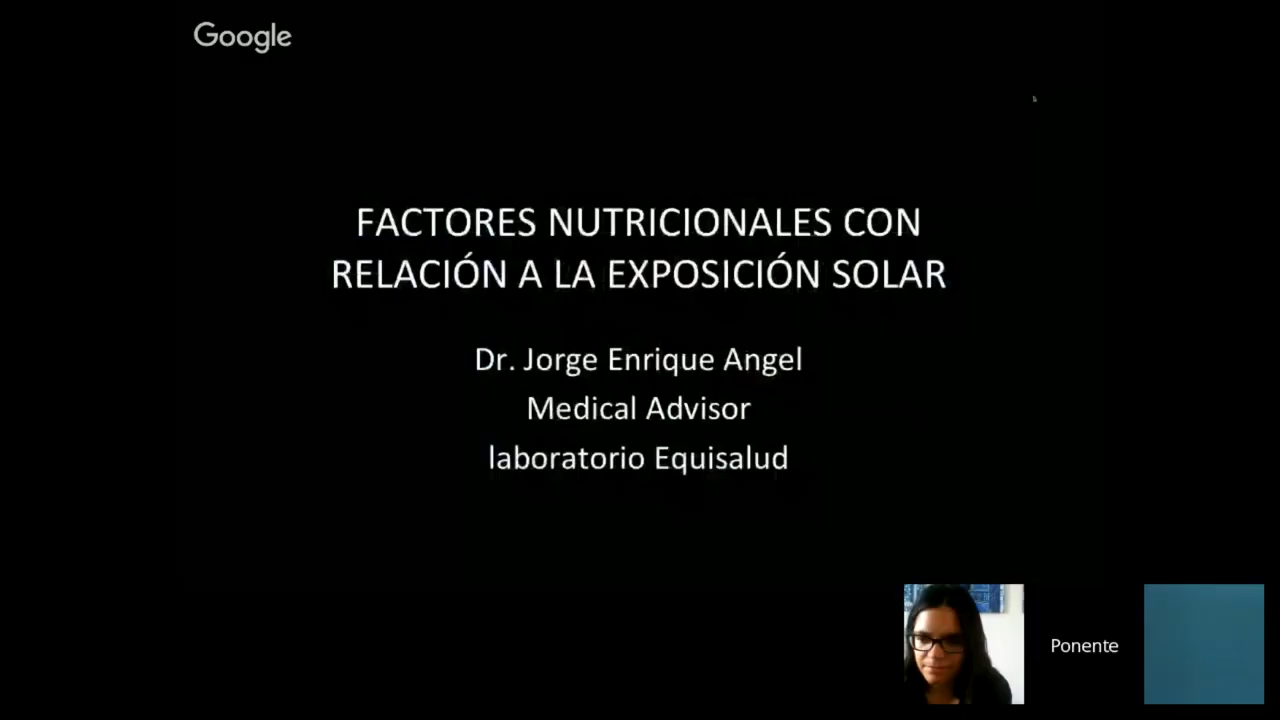 Google
FACTORES NUTRICIONALES CON
RELACIÓN A LA EXPOSICIÓN SOLAR
Dr. Jorge Enrique Angel
Medical Advisor
laboratorio Equisalud
Ponente